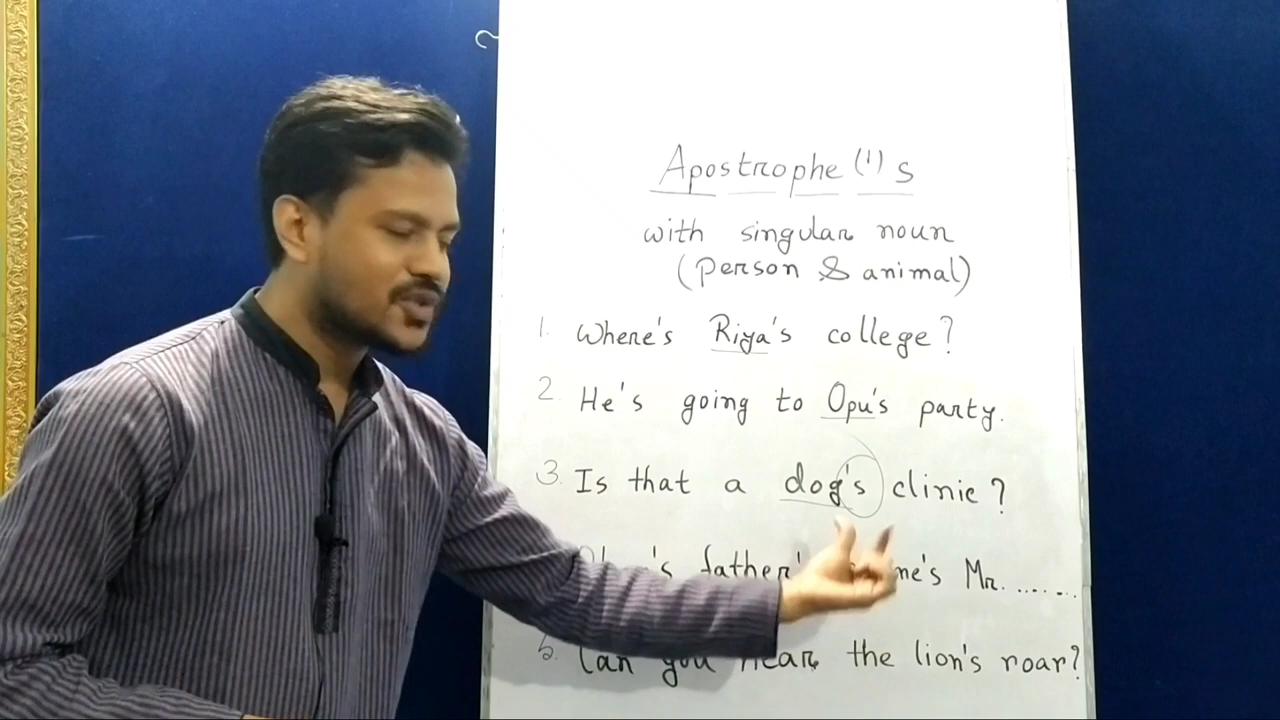 Apostrophe (') s
with singular noun
(person & animal)
1. Where's Riya's college?
2. He's going to Opu's party.
3. Is that a dog's clinic?
father's Mr. .......
5. Can you hear the lion's roar?